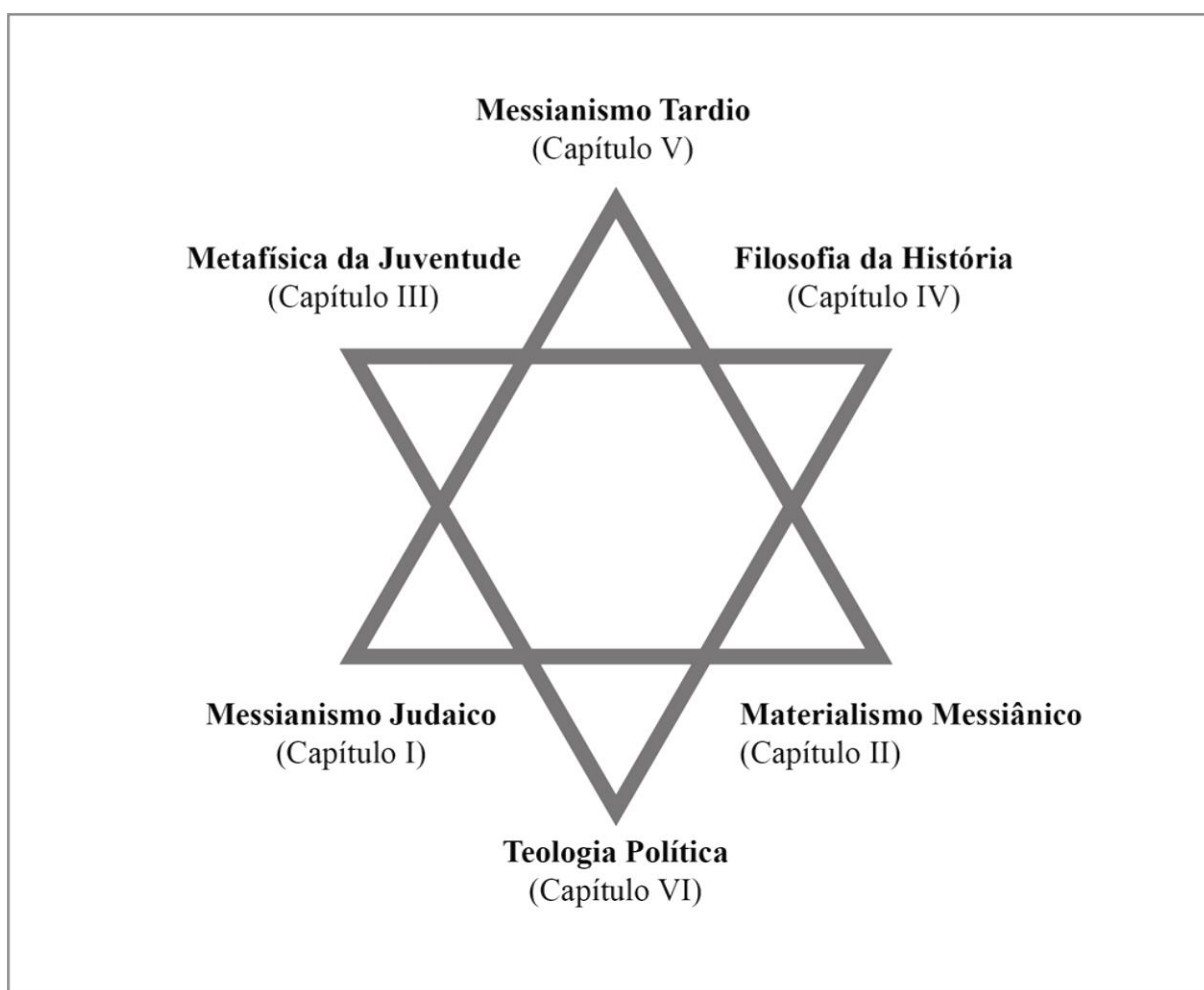 Messianismo Tardio
(Capítulo V)
Metafísica da Juventude
(Capítulo III)
Filosofia da História
(Capítulo IV)
Messianismo Judaico
(Capítulo I)
Materialismo Messiânico
(Capítulo II)
Teologia Política
(Capítulo VI)